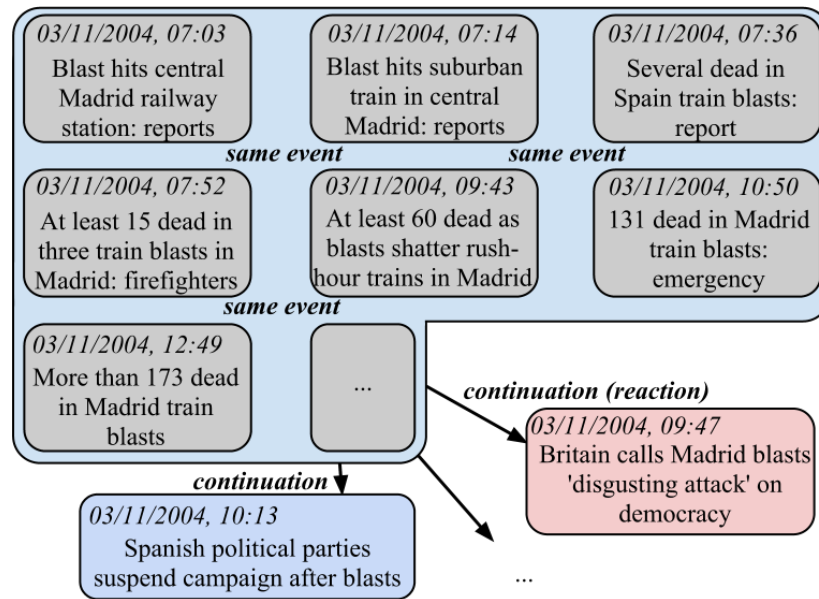 03/11/2004, 07:03
Blast hits central
Madrid railway
station: reports
03/11/2004, 07:14
Blast hits suburban
train in central
Madrid: reports
03/11/2004, 07:36
Several dead in
Spain train blasts:
report
same event
same event
03/11/2004, 07:52
At least 15 dead in
three train blasts in
Madrid: firefighters
03/11/2004, 09:43
At least 60 dead as
blasts shatter rush-
hour trains in Madrid
03/11/2004, 10:50
131 dead in Madrid
train blasts:
emergency
same event
03/11/2004, 12:49
More than 173 dead
in Madrid train
blasts
...
continuation (reaction)
03/11/2004, 09:47
Britain calls Madrid blasts
'disgusting attack' on
democracy
continuation
03/11/2004, 10:13
Spanish political parties
suspend campaign after blasts
...